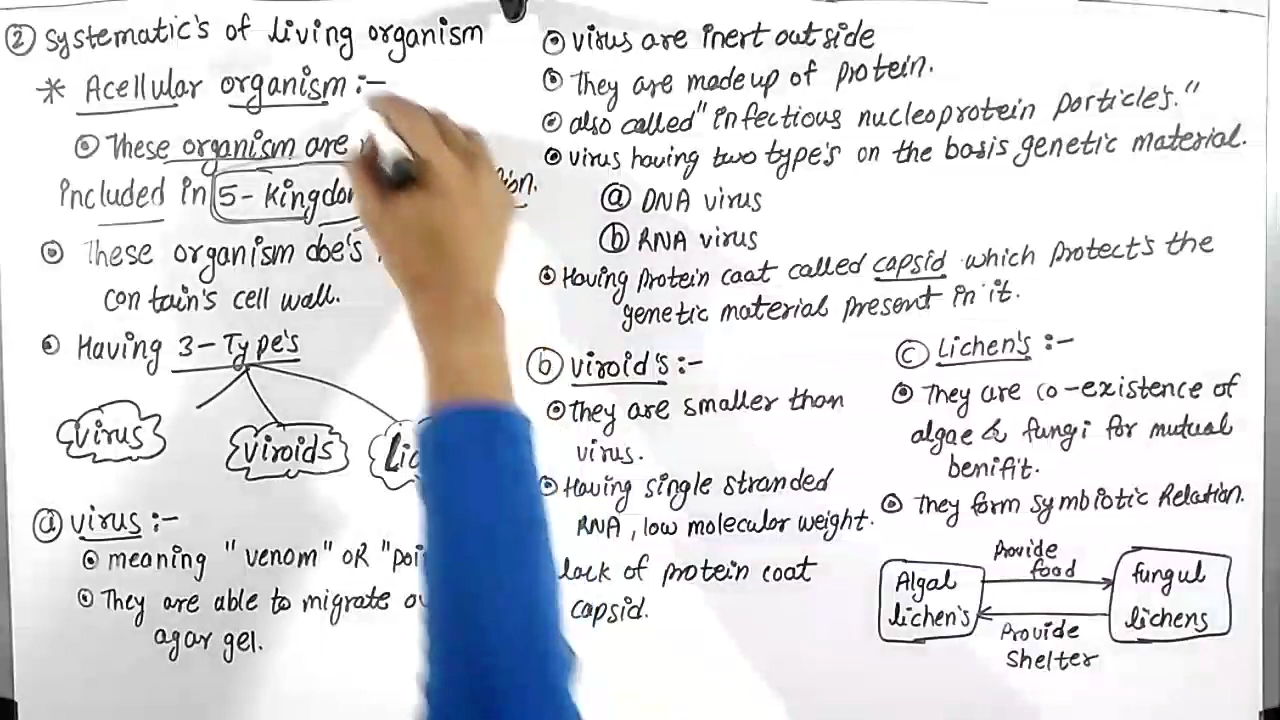 ② Systematic's of living organism
* Acellular organism :-
These organism are
included in 5-Kingdo
These organism doe's
contain's cell wall.
Having 3-Type's
virus
viroids
ⓐ virus :-
meaning "venom" OR "poi
They are able to migrate
agar gel.
virus are inert outside
They are made up of protein.
also called "infectious nucleoprotein porticles."
virus having two type's on the basis genetic material.
ⓐ DNA virus
ⓑ RNA virus
Having protein coat called capsid which protect's the
genetic material present in it.
ⓑ viroid's :-
They are smaller than
virus.
Having single stranded
RNA, low molecular weight.
lack of protein coat
capsid.
ⓒ Lichen's :-
They are co-existence of
algae & fungi for mutual
benifit.
They form symbiotic Relation.
Algal
lichen's
Provide
food
Provide
Shelter
fungul
lichens